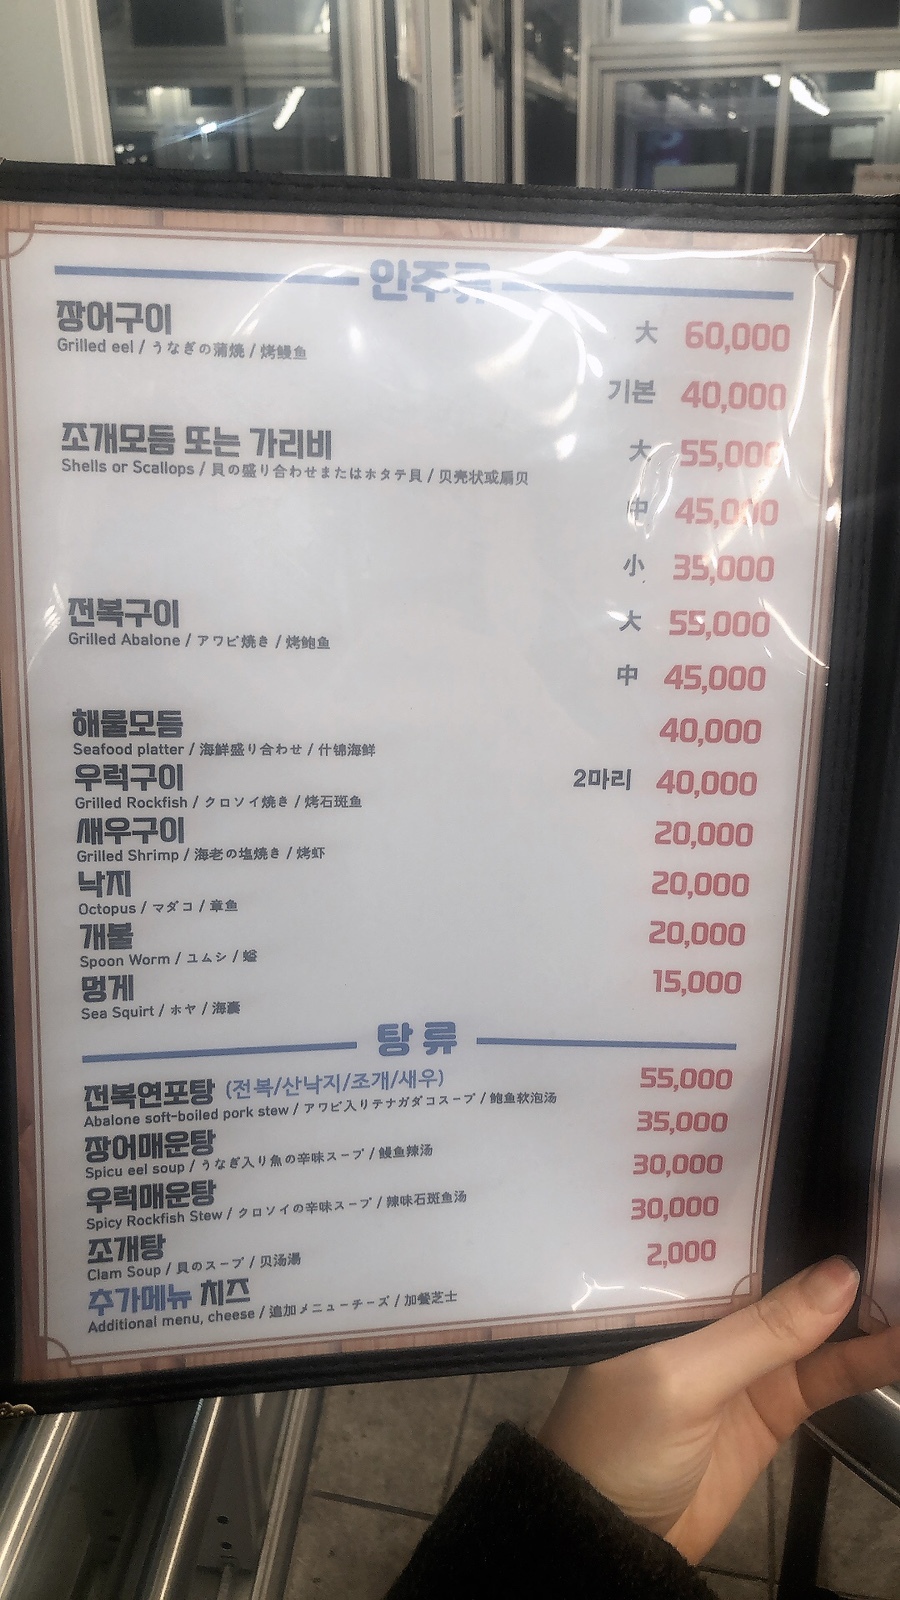 안주류
장어구이 大 60,000
Grilled eel / うなぎの蒲焼 / 烤鳗鱼
기본 40,000
조개모듬 또는 가리비 大 55,000
Shells or Scallops / 貝の盛り合わせまたはホタテ貝 / 贝壳状或扇贝
中 45,000
小 35,000
전복구이 大 55,000
Grilled Abalone / アワビ焼き / 烤鲍鱼
中 45,000
해물모듬 40,000
Seafood platter / 海鮮盛り合わせ / 什锦海鲜
우럭구이 2마리 40,000
Grilled Rockfish / クロソイ焼き / 烤石斑鱼
새우구이 20,000
Grilled Shrimp / 海老の塩焼き / 烤虾
낙지 20,000
Octopus / マダコ / 章鱼
개불 20,000
Spoon Worm / ユムシ / 螠
멍게 15,000
Sea Squirt / ホヤ / 海囊
탕류
전복연포탕 (전복/산낙지/조개/새우) 55,000
Abalone soft-boiled pork stew / アワビ入りテナガダコスープ / 鲍鱼软泡汤
장어매운탕 35,000
Spicu eel soup / うなぎ入り魚の辛味スープ / 鳗鱼辣汤
우럭매운탕 30,000
Spicy Rockfish Stew / クロソイの辛味スープ / 辣味石斑鱼汤
조개탕 30,000
Clam Soup / 貝のスープ / 贝汤湯
추가메뉴 치즈 2,000
Additional menu, cheese / 追加メニューチーズ / 加餐芝士